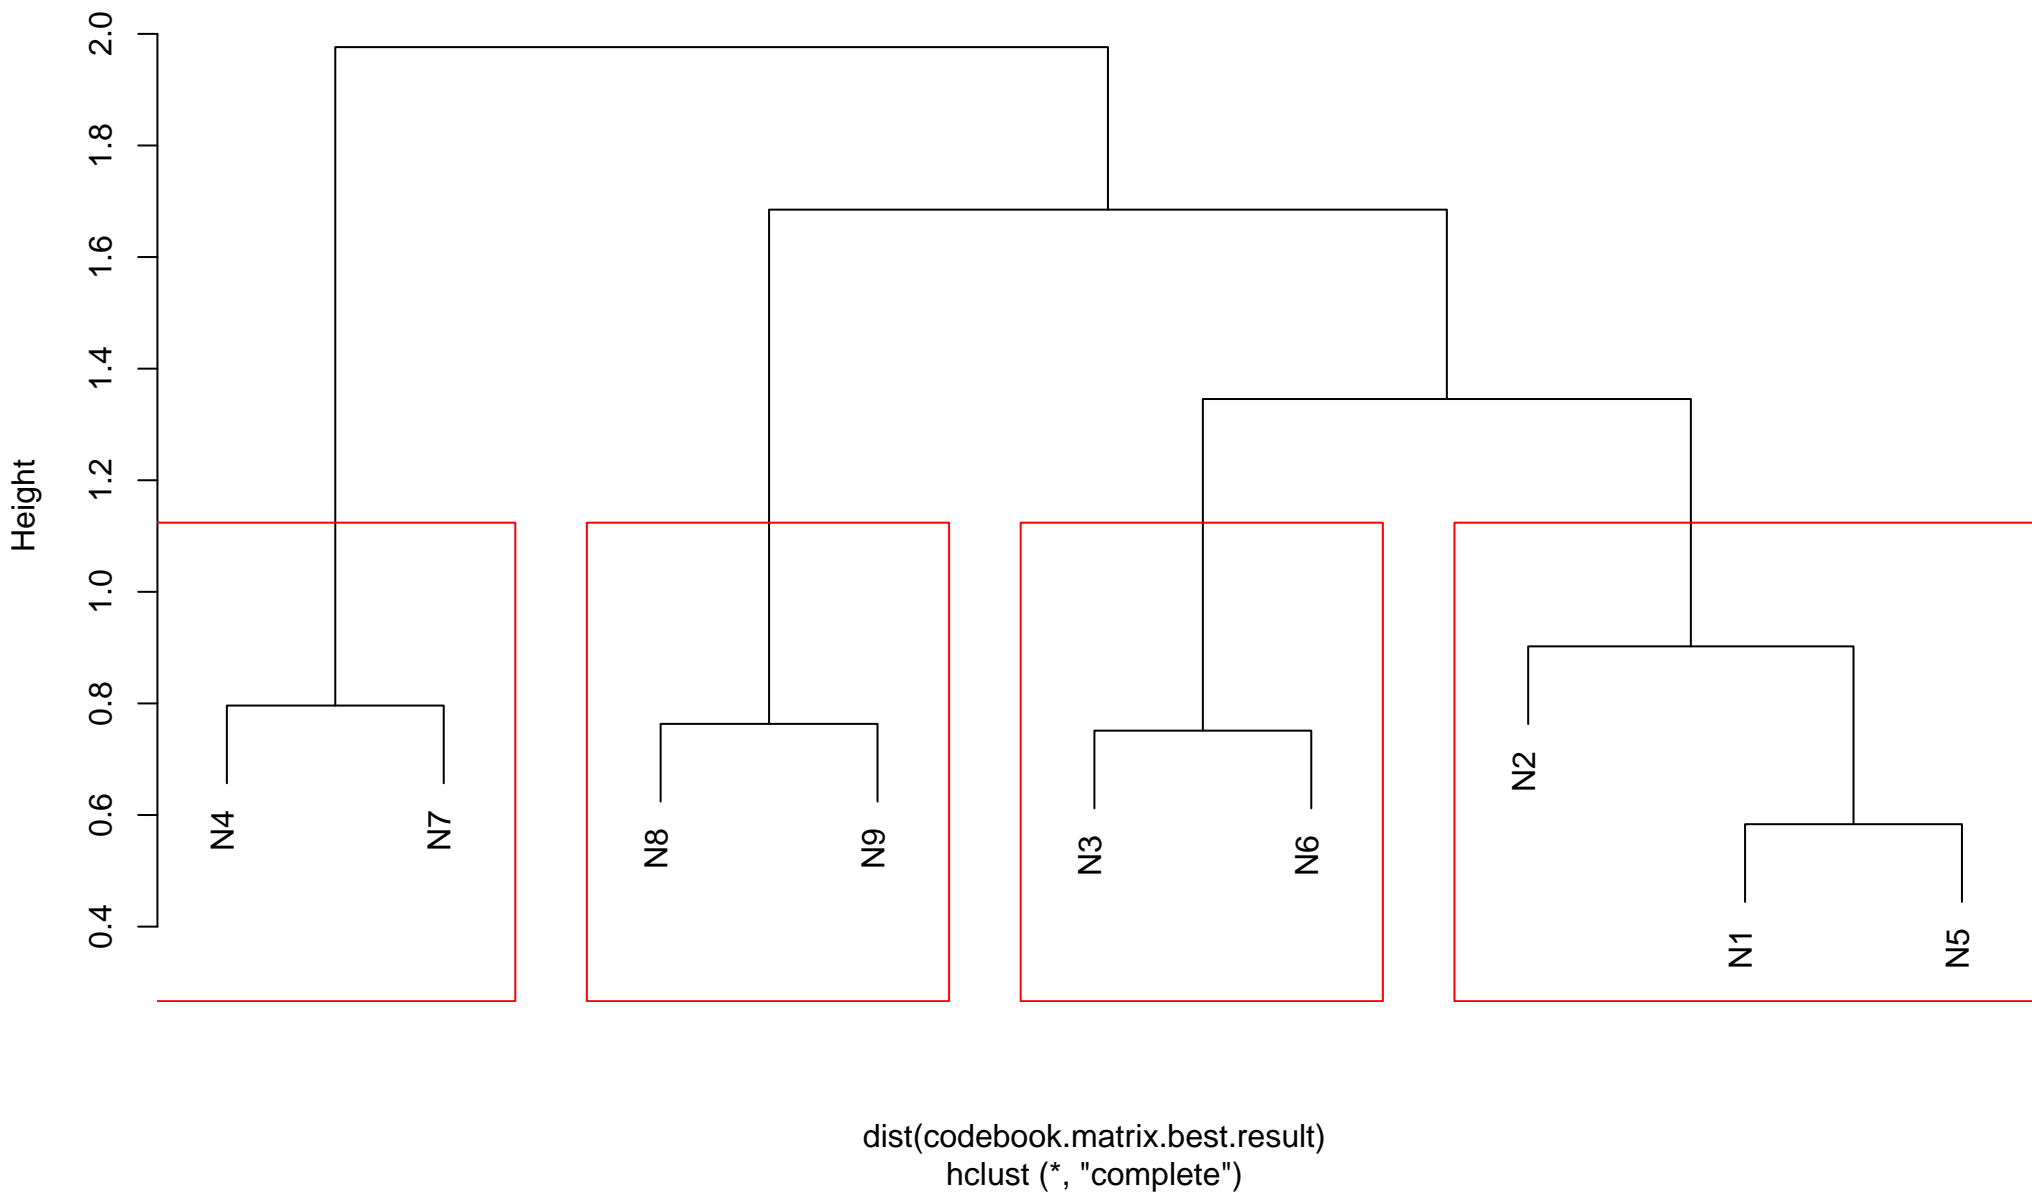 Height
2.0
1.8
1.6
1.4
1.2
1.0
0.8
0.6
0.4
N4
N7
N8
N9
N3
N6
N2
N1
N5
dist(codebook.matrix.best.result)
hclust (*, "complete")